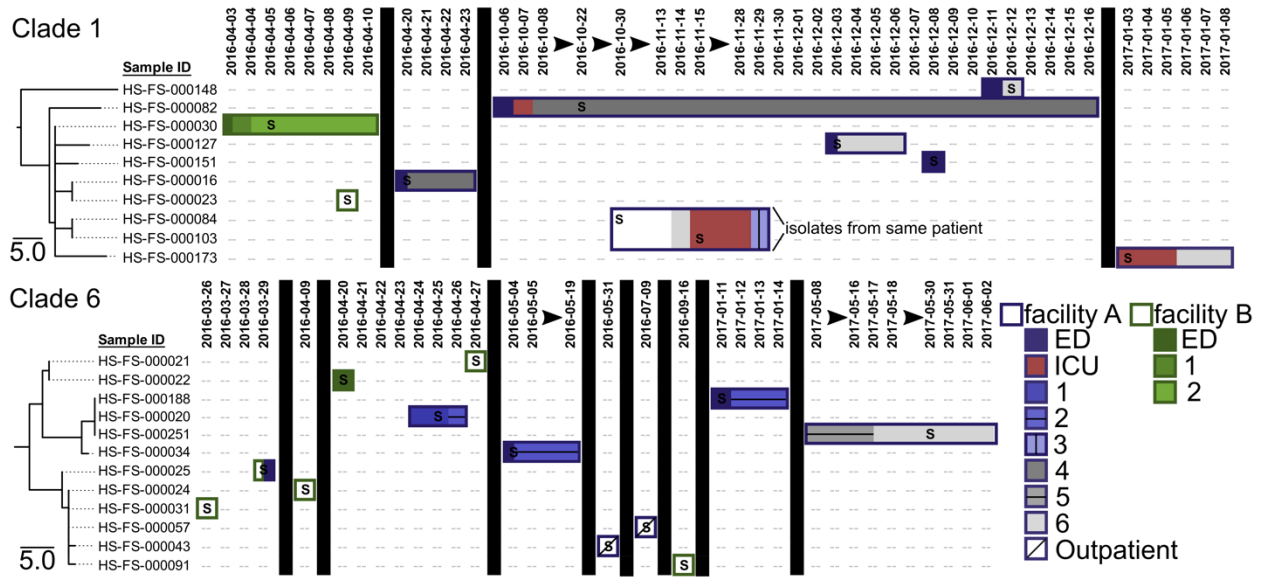 Clade 1
Sample ID
2016-04-03 2016-04-04 2016-04-05 2016-04-06 2016-04-07 2016-04-08 2016-04-09 2016-04-10 2016-04-20 2016-04-21 2016-04-22 2016-04-23 2016-10-06 2016-10-07 2016-10-08 2016-10-22 2016-10-30 2016-11-13 2016-11-14 2016-11-15 2016-11-28 2016-11-29 2016-11-30 2016-12-01 2016-12-02 2016-12-03 2016-12-04 2016-12-05 2016-12-06 2016-12-07 2016-12-08 2016-12-09 2016-12-10 2016-12-11 2016-12-12 2016-12-13 2016-12-14 2016-12-15 2016-12-16 2017-01-03 2017-01-04 2017-01-05 2017-01-06 2017-01-07 2017-01-08
HS-FS-000148 S
HS-FS-000082 S
HS-FS-000030 S
HS-FS-000127 S
HS-FS-000151 S
HS-FS-000016 S
HS-FS-000023 S
HS-FS-000084 S
isolates from same patient
HS-FS-000103 S
5.0
HS-FS-000173 S
Clade 6
Sample ID
2016-03-26 2016-03-27 2016-03-28 2016-03-29 2016-04-09 2016-04-20 2016-04-21 2016-04-22 2016-04-23 2016-04-24 2016-04-25 2016-04-26 2016-04-27 2016-05-04 2016-05-05 2016-05-19 2016-05-31 2016-07-09 2016-09-16 2017-01-11 2017-01-12 2017-01-13 2017-01-14 2017-05-08 2017-05-16 2017-05-17 2017-05-18 2017-05-30 2017-05-31 2017-06-01 2017-06-02
HS-FS-000021 S
HS-FS-000022 S
HS-FS-000188 S
HS-FS-000020 S
HS-FS-000251 S
HS-FS-000034 S
HS-FS-000025 S
HS-FS-000024 S
HS-FS-000031 S
HS-FS-000057 S
HS-FS-000043 S
5.0
HS-FS-000091 S
facility A
ED
ICU
1
2
3
4
5
6
Outpatient
facility B
ED
1
2